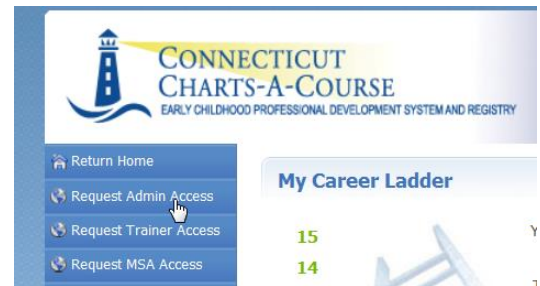 CONNECTICUT
CHARTS-A-COURSE
EARLY CHILDHOOD PROFESSIONAL DEVELOPMENT SYSTEM AND REGISTRY
Return Home
Request Admin Access
Request Trainer Access
Request MSA Access
My Career Ladder
15
14